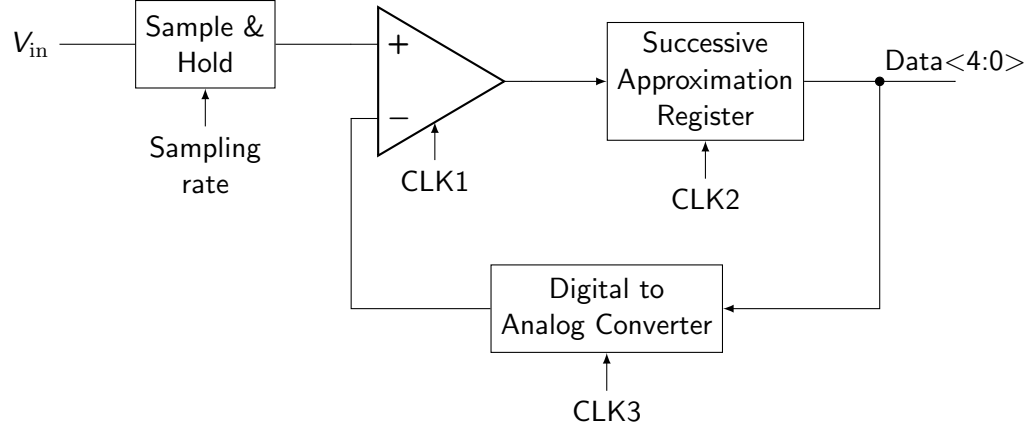 V_in
Sample &
Hold
Sampling
rate
+
−
CLK1
Successive
Approximation
Register
CLK2
Data<4:0>
Digital to
Analog Converter
CLK3